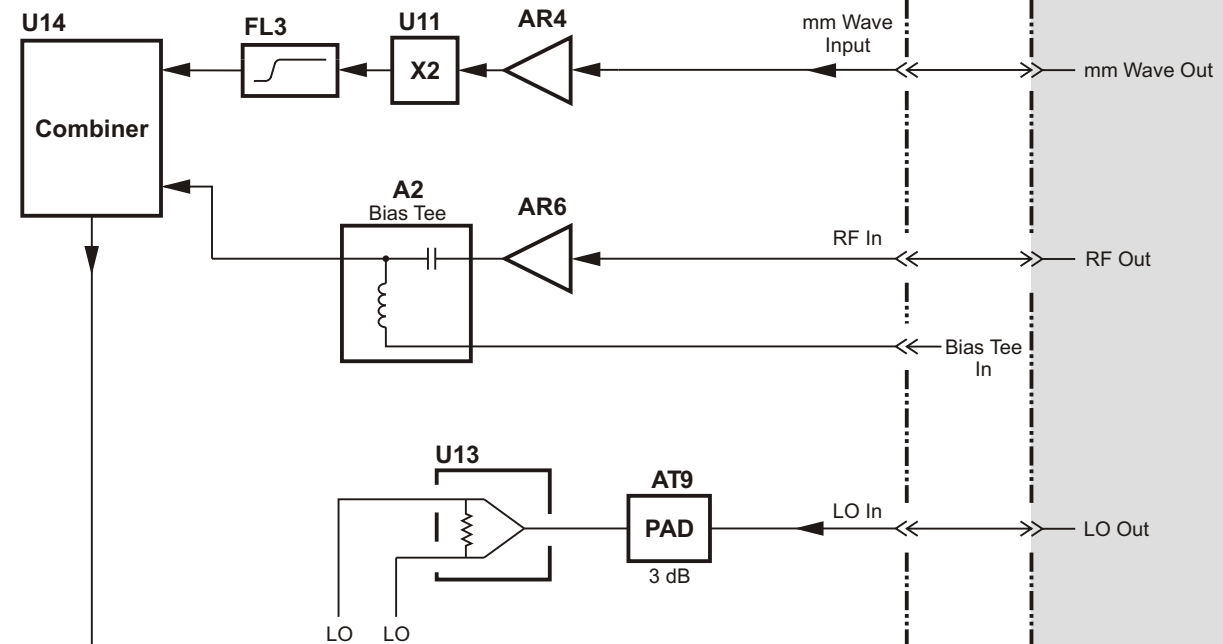 U14
FL3
U11
AR4
mm Wave
Input
X2
mm Wave Out
Combiner
A2
Bias Tee
AR6
RF In
RF Out
Bias Tee
In
U13
AT9
PAD
3 dB
LO In
LO Out
LO
LO